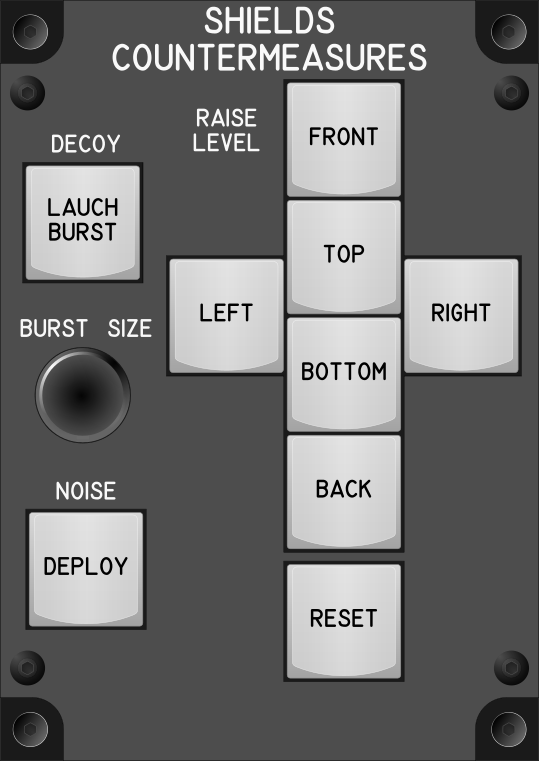 SHIELDS
COUNTERMEASURES
RAISE
LEVEL
FRONT
DECOY
LAUCH
BURST
TOP
LEFT
RIGHT
BURST SIZE
BOTTOM
BACK
NOISE
DEPLOY
RESET